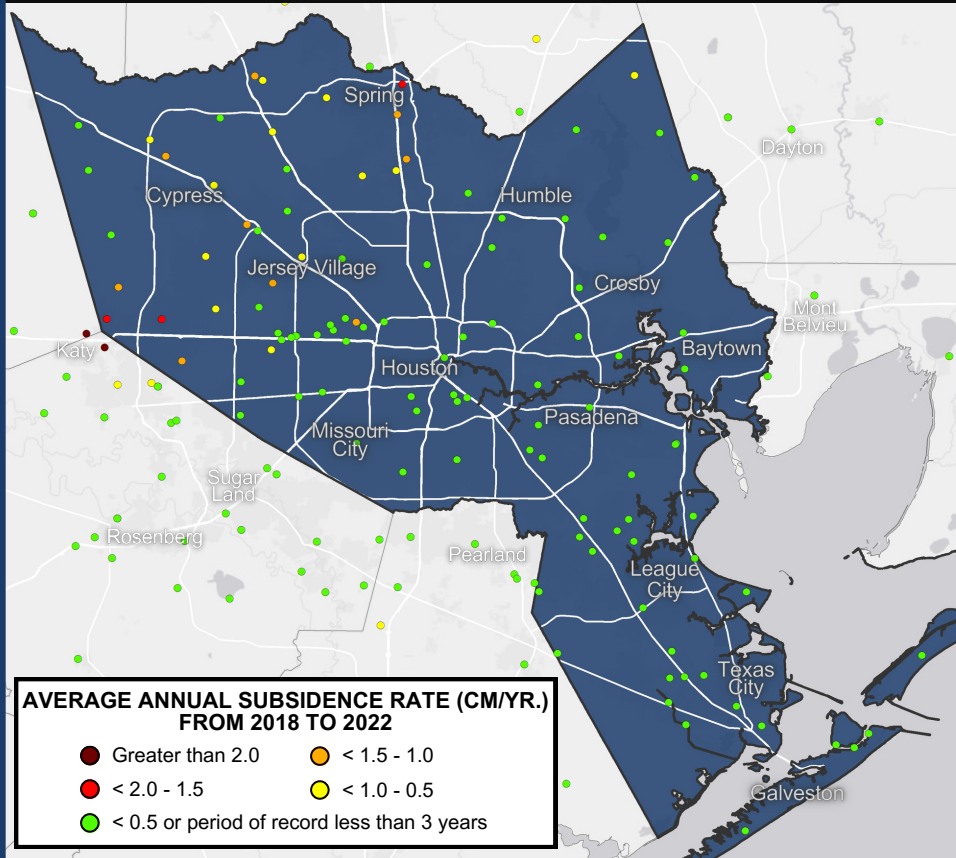 Spring
Dayton
Cypress
Humble
Jersey Village
Crosby
Mont
Belvieu
Katy
Baytown
Houston
Pasadena
Missouri
City
Sugar
Land
Rosenberg
Pearland
League
City
Texas
City
Galveston
AVERAGE ANNUAL SUBSIDENCE RATE (CM/YR.)
FROM 2018 TO 2022
Greater than 2.0
< 1.5 - 1.0
< 2.0 - 1.5
< 1.0 - 0.5
< 0.5 or period of record less than 3 years